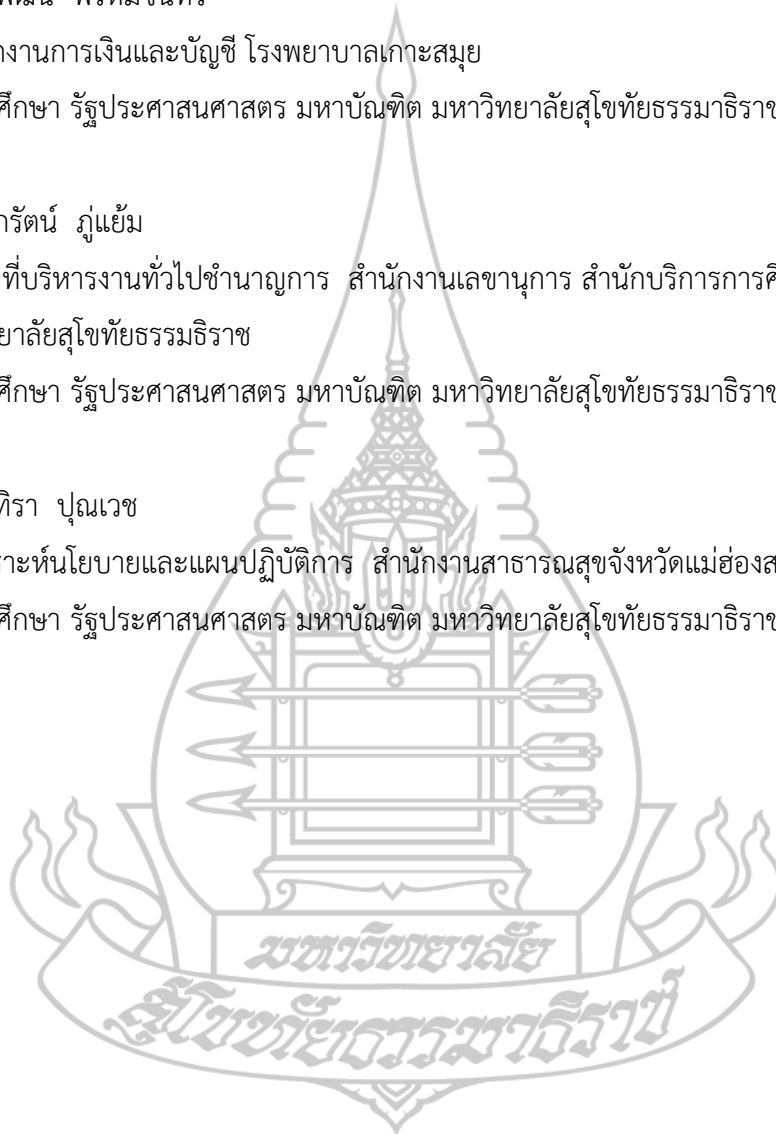 พรหมจันทร์
งานการเงินและบัญชี โรงพยาบาลเกาะสมุย
ศึกษา รัฐประศาสนศาสตร มหาบัณฑิต มหาวิทยาลัยสุโขทัยธรรมาธิราช
รัตน์ ภู่แย้ม
ที่บริหารงานทั่วไปชำนาญการ สำนักงานเลขานุการ สำนักบริการการศึ
ยาลัยสุโขทัยธรรมธิราช
ศึกษา รัฐประศาสนศาสตร มหาบัณฑิต มหาวิทยาลัยสุโขทัยธรรมาธิราช
ทิรา ปุณเวช
ราะห์นโยบายและแผนปฏิบัติการ สำนักงานสาธารณสุขจังหวัดแม่ฮ่องส
ศึกษา รัฐประศาสนศาสตร มหาบัณฑิต มหาวิทยาลัยสุโขทัยธรรมาธิราช
มหาวิทยาลัย
สุโขทัยธรรมาธิราช